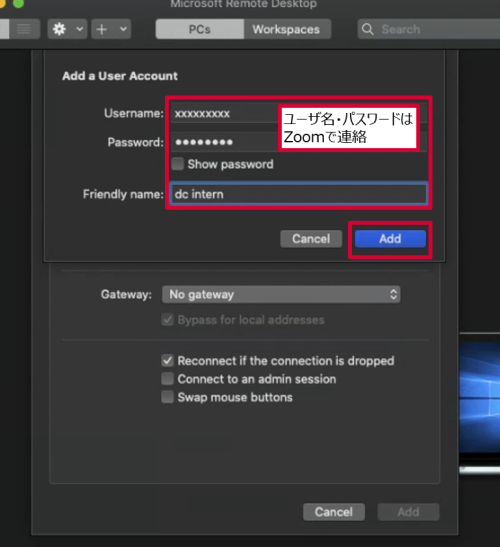 Microsoft Remote Desktop
PCs Workspaces Search
Add a User Account
Username: xxxxxxxxx
ユーザ名・パスワードは
Zoomで連絡
Password: ••••••••
Show password
Friendly name: dc intern
Cancel Add
Gateway: No gateway
Bypass for local addresses
Reconnect if the connection is dropped
Connect to an admin session
Swap mouse buttons
Cancel Add